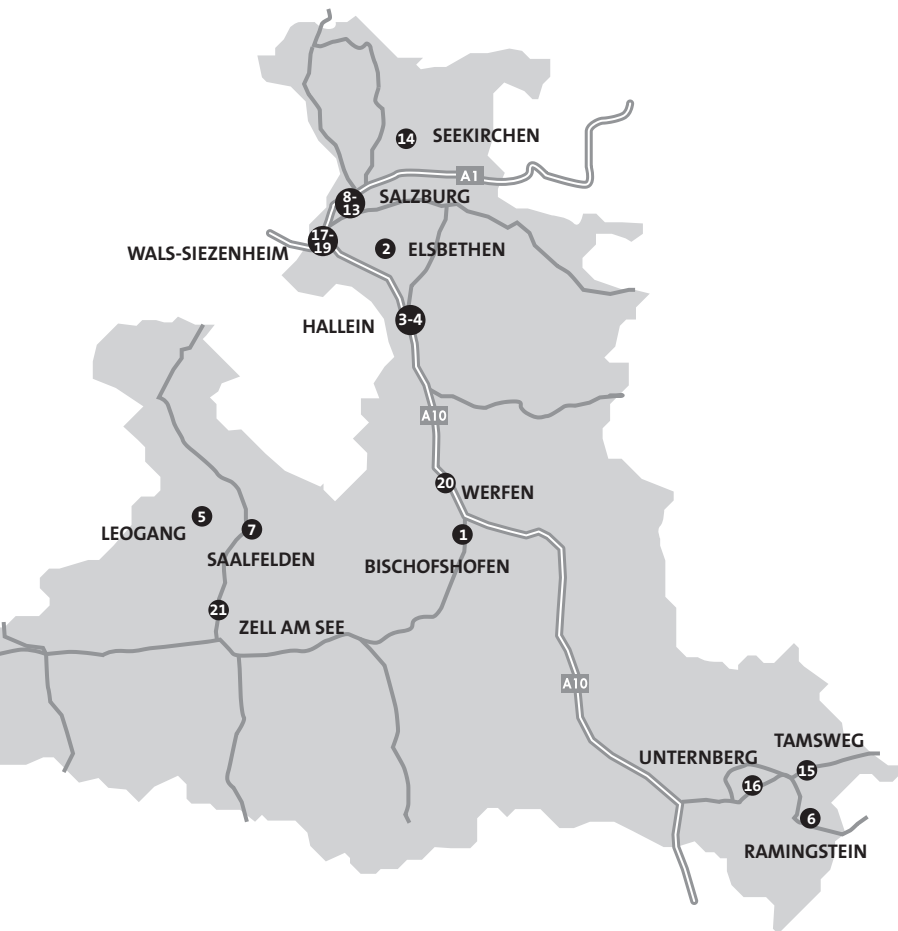 14 SEEKIRCHEN
A1
8-
13
SALZBURG
17-
19
WALS-SIEZENHEIM
2 ELSBETHEN
HALLEIN 3-4
A10
20 WERFEN
5
LEOGANG
7
SAALFELDEN
1
BISCHOFSHOFEN
21
ZELL AM SEE
A10
TAMSWEG
UNTERNBERG
15
16
6
RAMINGSTEIN